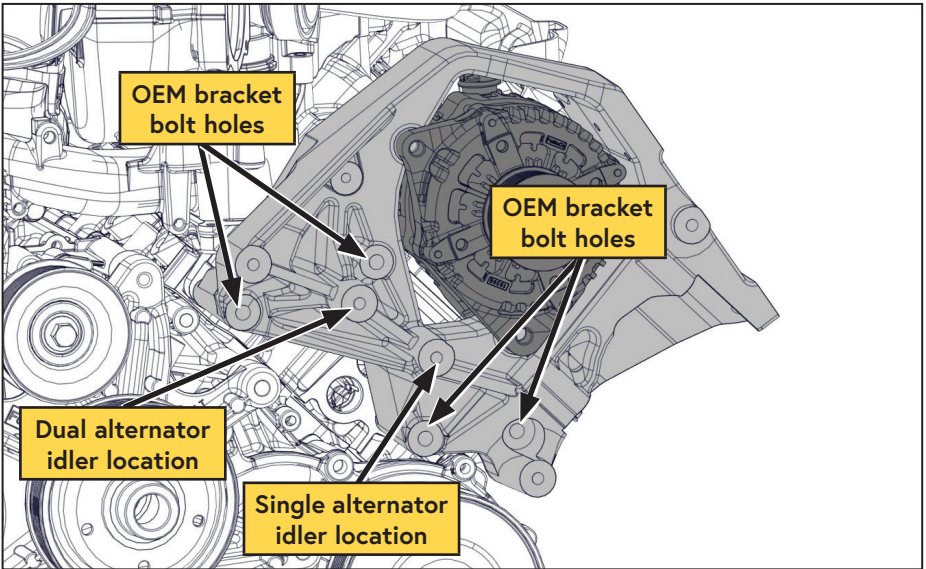 OEM bracket
bolt holes
OEM bracket
bolt holes
Dual alternator
idler location
Single alternator
idler location